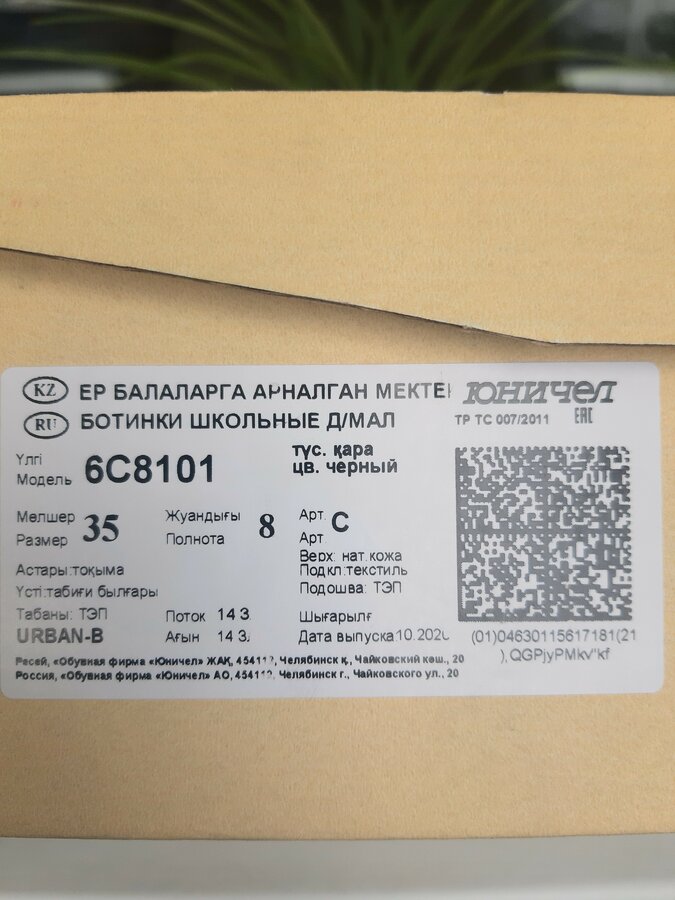 KZ ЕР БАЛАЛАРГА АРНАЛГАН МЕКТЕ
ЮНИЧЕЛ
RU БОТИНКИ ШКОЛЬНЫЕ Д/МАЛ
ТР ТС 007/2011 ЕАС
Үлгі
Модель 6С8101
түс. қара
цв. черный
Мөлшер
Размер 35
Жуандығы
Полнота 8
Арт. С
Арт
Верх: нат.кожа
Астары:тоқыма
Подкл:текстиль
Үсті:табиғи былғары
Подошва: ТЭП
Табаны: ТЭП
Поток 14 3
Шығарылғ
URBAN-B
Ағын 14 3
Дата выпуска 10.202
(01)04630115617181(21
),QGPjyPMkv'kf
Ресей, «Обувная фирма «Юничел» ЖАҚ, Челябинск қ., Чайковский көш., 20
Россия, «Обувная фирма «Юничел» АО, Челябинск г., Чайковского ул., 20